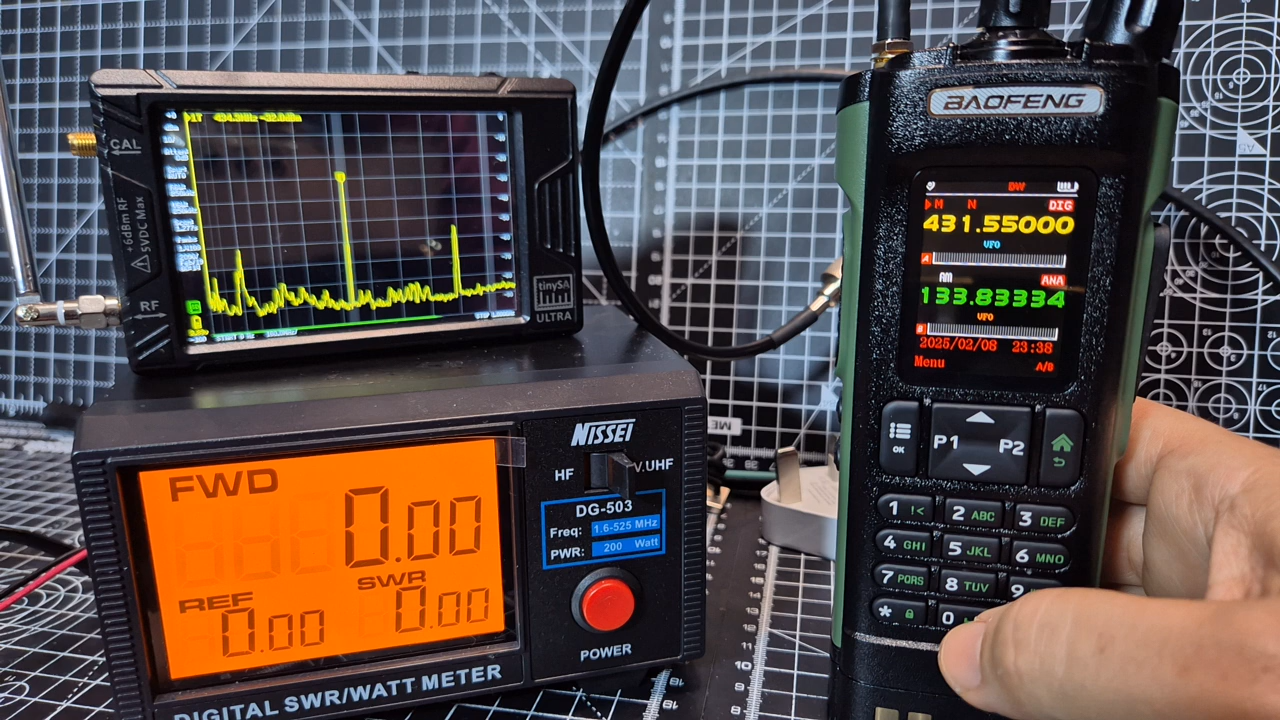 CAL
+6dBm RF
5VDC Max
RF
tinySA
ULTRA
BAOFENG
DW
M N DIG
431.55000
VFO
A
AM ANA
133.83334
VFO
B
2025/02/08 23:38
Menu A/B
OK
P1 P2
1 !<
2 ABC
3 DEF
4 GHI
5 JKL
6 MNO
7 PQRS
8 TUV
9
*
0
NISSEI
HF V.UHF
DG-503
Freq: 1.6-525 MHz
PWR: 200 Watt
POWER
FWD
0.00
SWR
REF
0.00
0.00
DIGITAL SWR/WATT METER